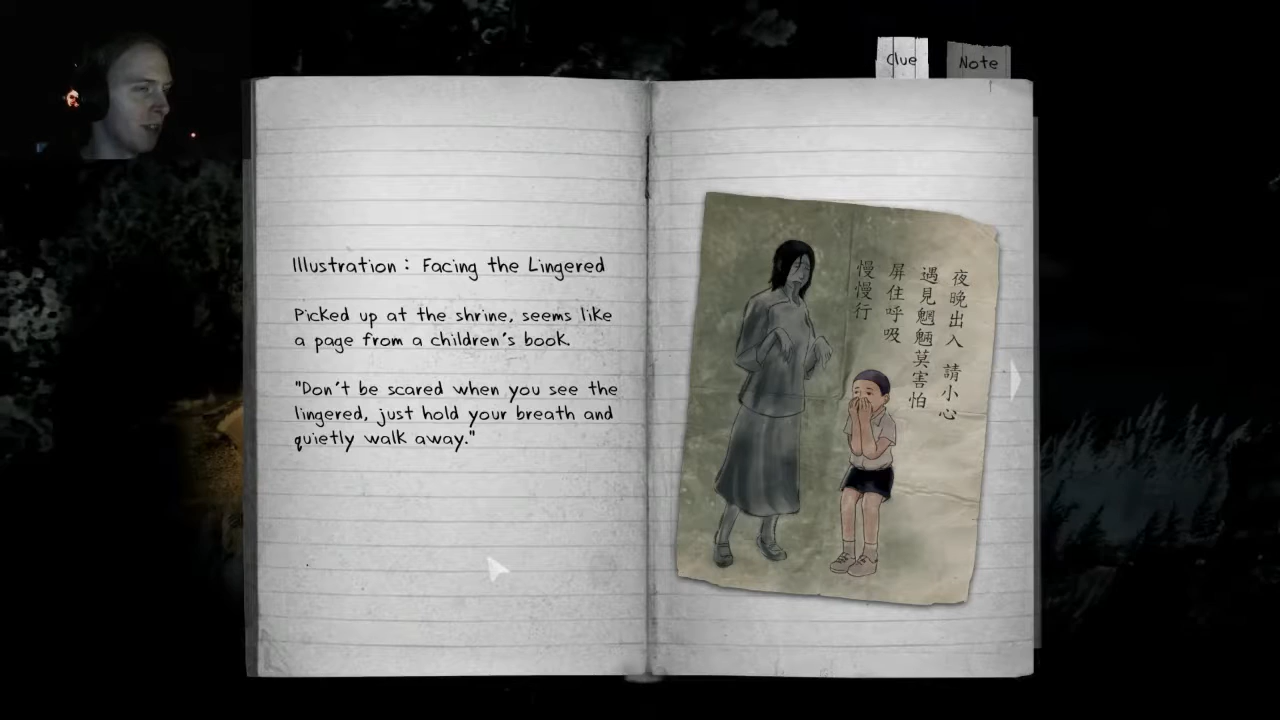 Clue
Note
Illustration : Facing the Lingered
Picked up at the shrine, seems like
a page from a children's book.
"Don't be scared when you see the
lingered, just hold your breath and
quietly walk away."
夜晚出入 請小心
遇見魍魎莫害怕
屏住呼吸
慢慢行